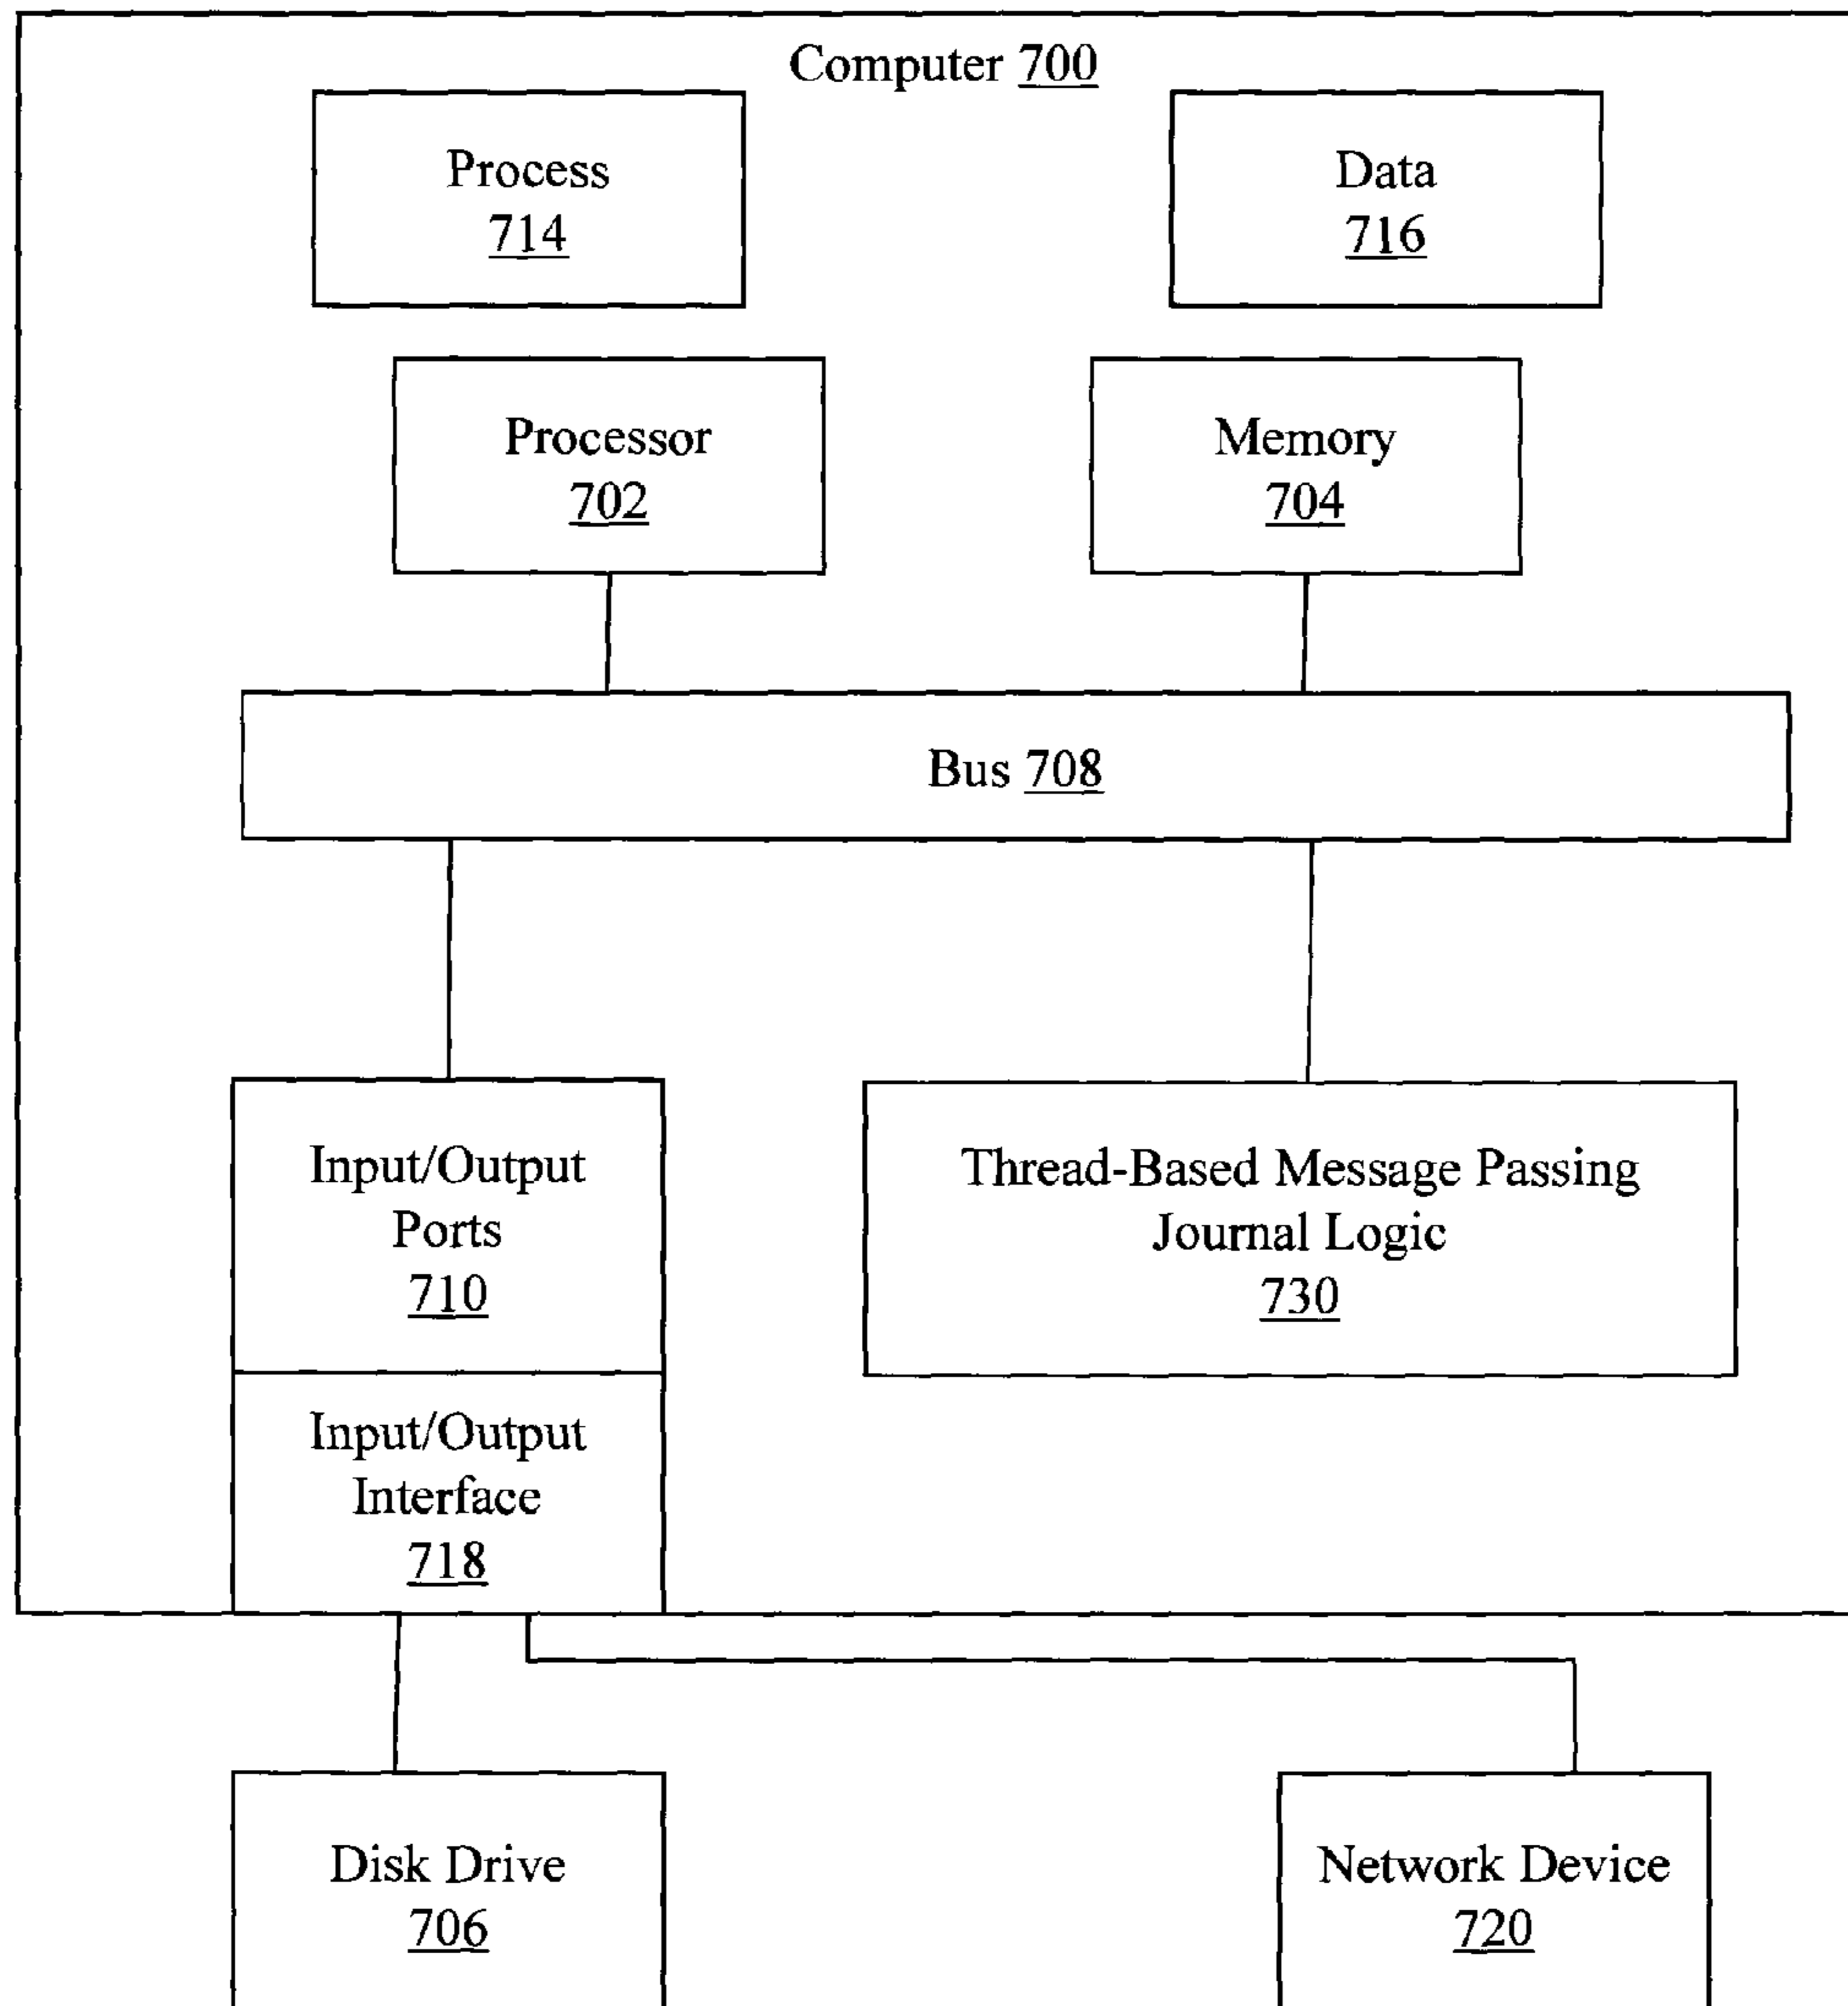 Computer 700
Process
714
Data
716
Processor
702
Memory
704
Bus 708
Input/Output
Ports
710
Thread-Based Message Passing
Journal Logic
730
Input/Output
Interface
718
Disk Drive
706
Network Device
720